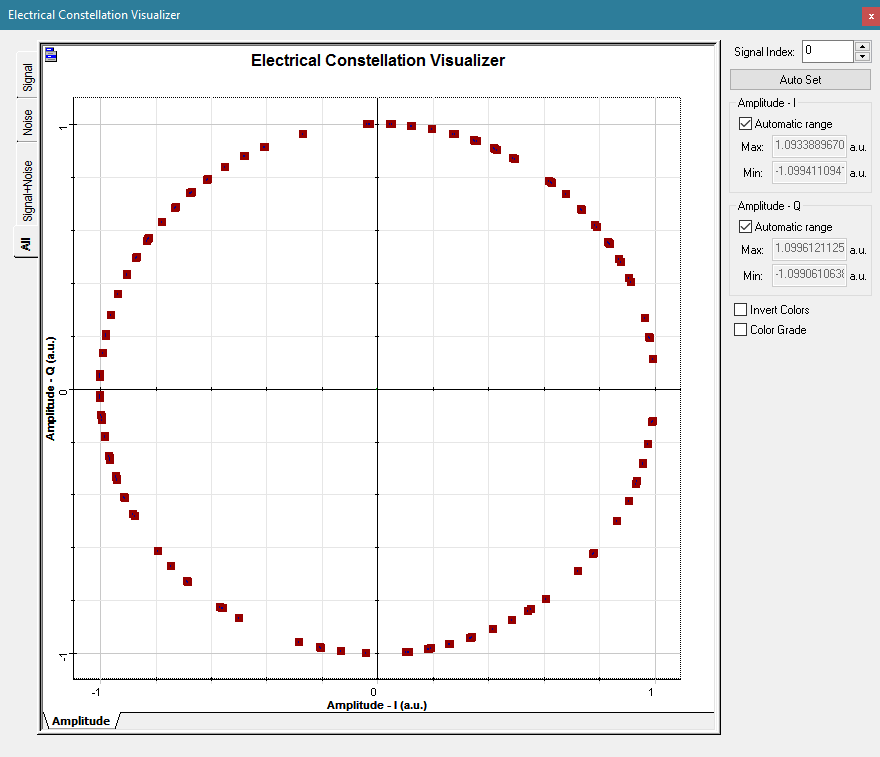 Electrical Constellation Visualizer
x
Signal
Noise
Signal+Noise
All
Electrical Constellation Visualizer
Amplitude - Q (a.u.)
1
0
-1
-1
0
1
Amplitude - I (a.u.)
Amplitude
Signal Index: 0
Auto Set
Amplitude - I
Automatic range
Max: 1.0933889670 a.u.
Min: -1.099411094 a.u.
Amplitude - Q
Automatic range
Max: 1.0996121125 a.u.
Min: -1.099061063 a.u.
Invert Colors
Color Grade